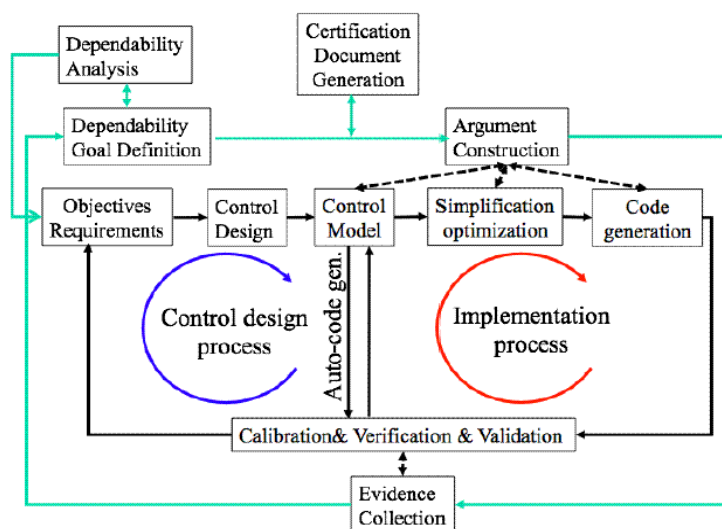 Dependability
Analysis
Certification
Document
Generation
Dependability
Goal Definition
Argument
Construction
Objectives
Requirements
Control
Design
Control
Model
Simplification
optimization
Code
generation
Control design
process
Auto-code gen.
Implementation
process
Calibration& Verification & Validation
Evidence
Collection